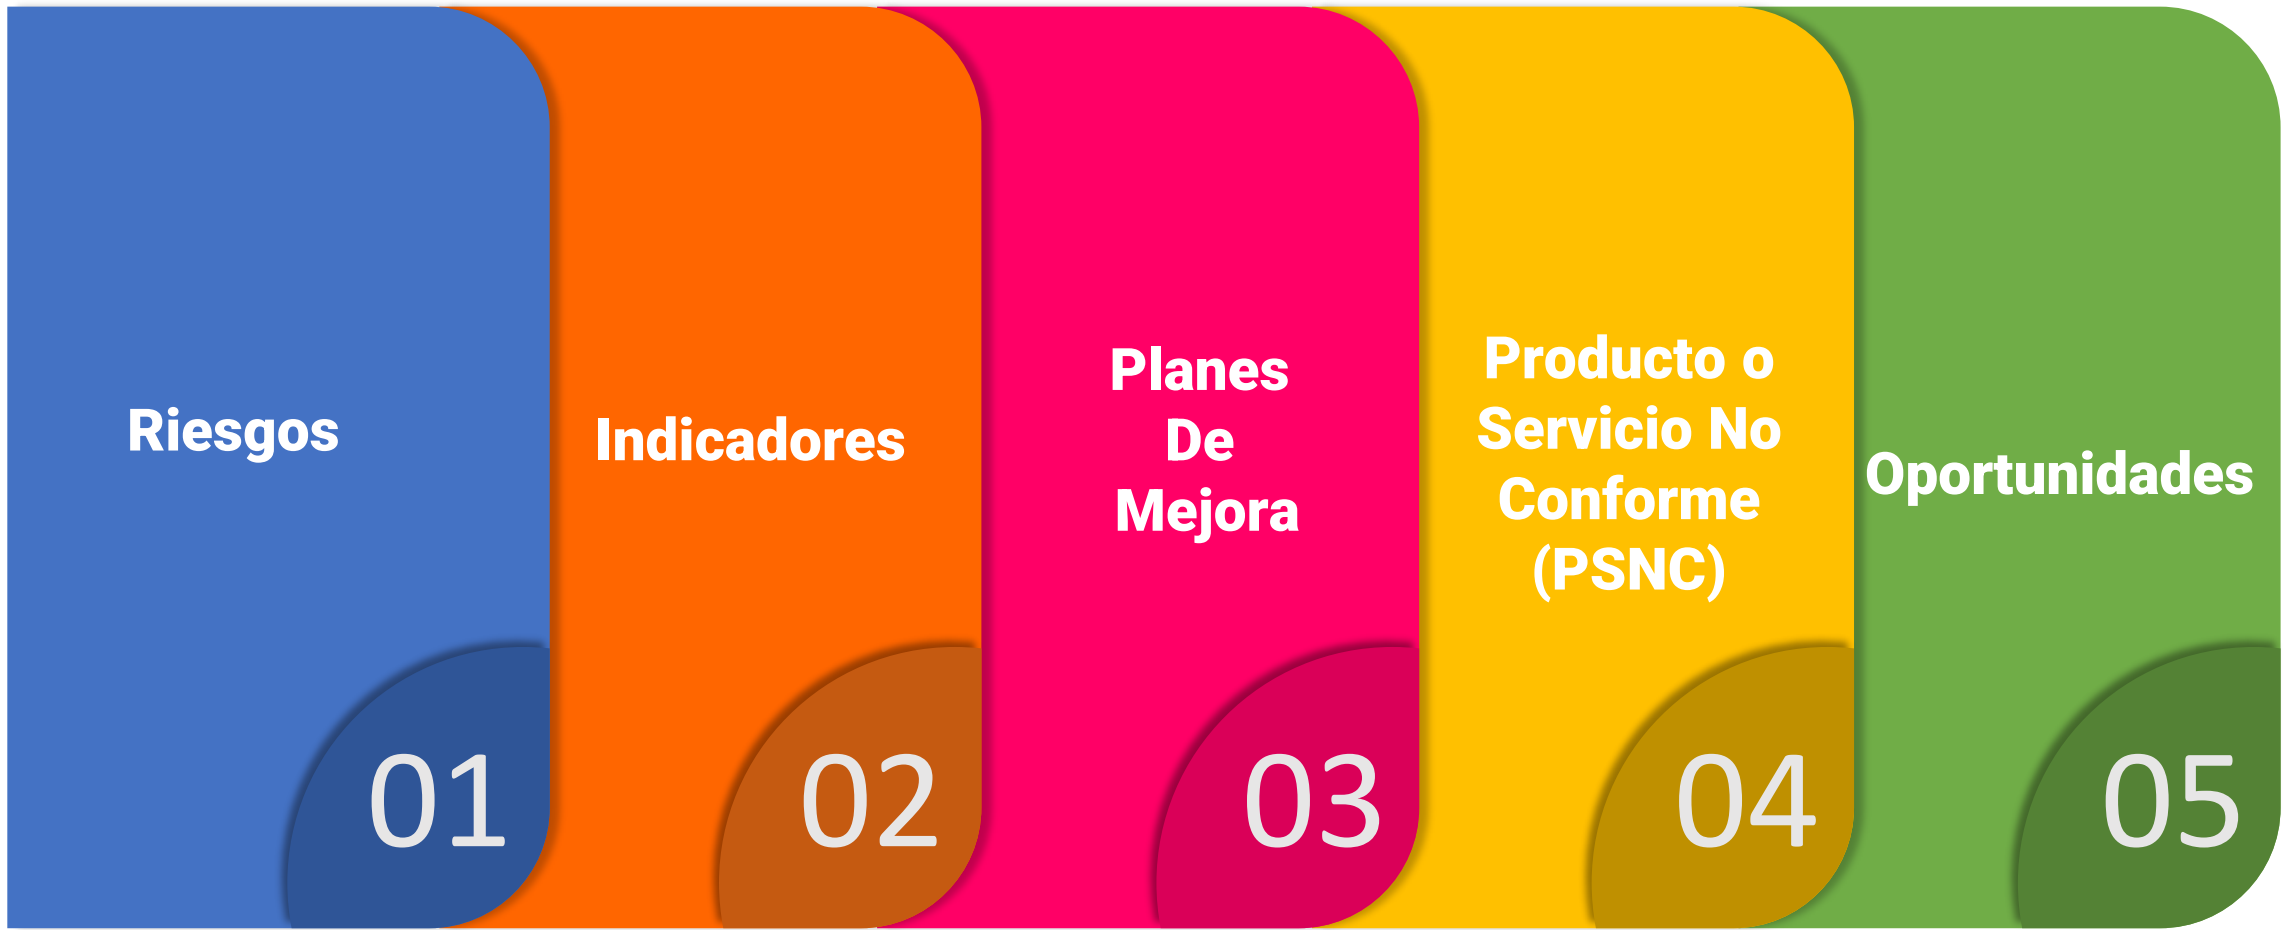 Riesgos
01
Indicadores
02
Planes
De
Mejora
03
Producto o
Servicio No
Conforme
(PSNC)
04
Oportunidades
05